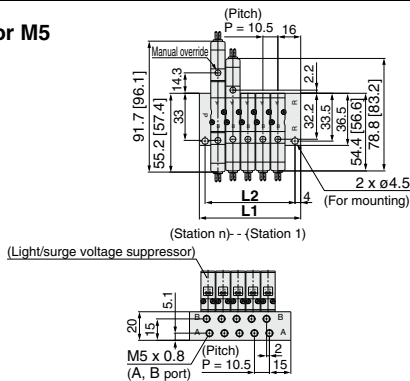 or M5
(Pitch)
P = 10.5
16
Manual override
91.7 [96.1]
55.2 [57.4]
14.3
33
2.2
32.2
33.5
36.5
54.4 [56.6]
78.8 [83.2]
P
R
R
2 x ø4.5
(For mounting)
L2
4
L1
(Station n)- - (Station 1)
(Light/surge voltage suppressor)
5.1
20
15
B
B
A
A
M5 x 0.8
(A, B port)
(Pitch)
P = 10.5
2
15